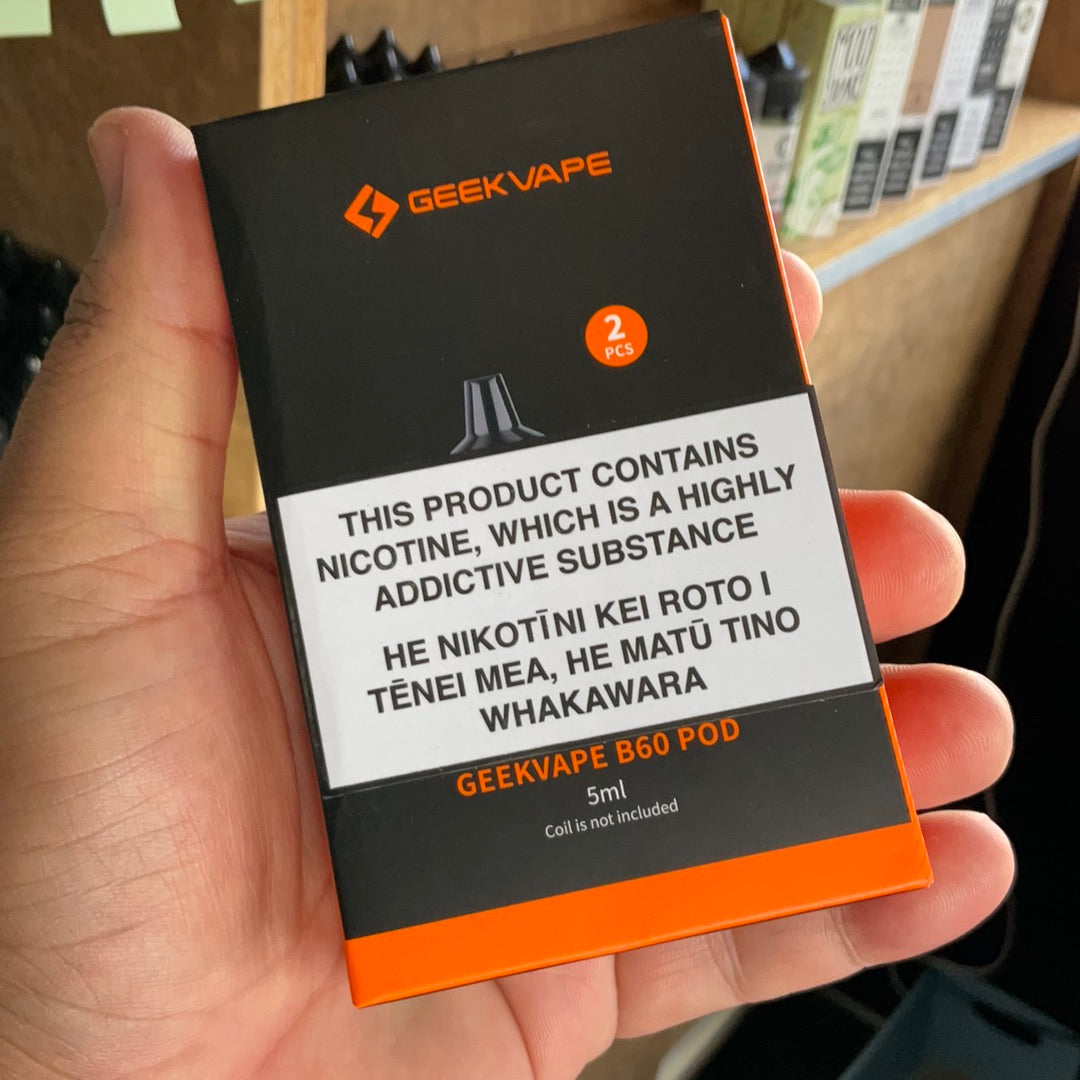 GEEKVAPE
2
PCS
THIS PRODUCT CONTAINS
NICOTINE, WHICH IS A HIGHLY
ADDICTIVE SUBSTANCE
HE NIKOTĪNI KEI ROTO I
TĒNEI MEA, HE MATŪ TINO
WHAKAWARA
GEEKVAPE B60 POD
5ml
Coil is not included